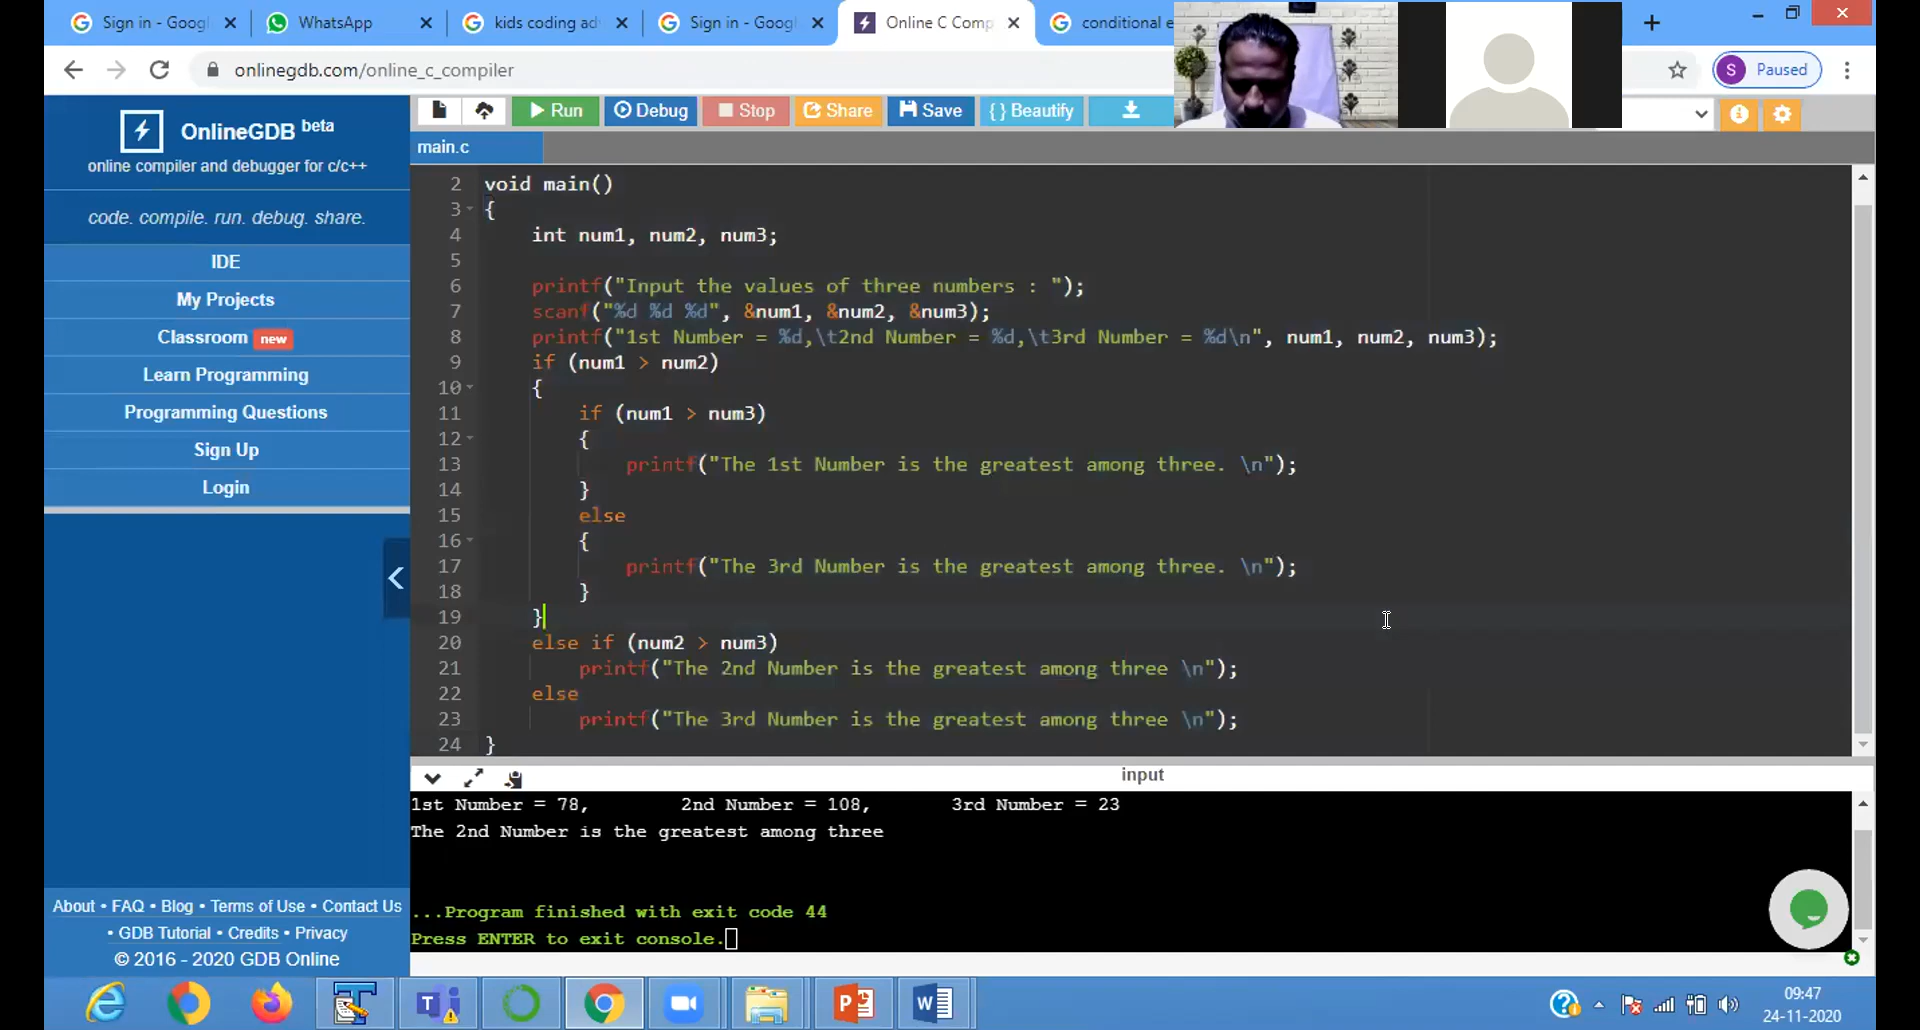 Sign in - Googl
WhatsApp
kids coding adv
Sign in - Googl
Online C Comp
conditional e
onlinegdb.com/online_c_compiler
S Paused
OnlineGDB beta
online compiler and debugger for c/c++
code. compile. run. debug. share.
IDE
My Projects
Classroom new
Learn Programming
Programming Questions
Sign Up
Login
About • FAQ • Blog • Terms of Use • Contact Us
• GDB Tutorial • Credits • Privacy
© 2016 - 2020 GDB Online
Run Debug Stop Share Save { } Beautify
main.c
2 void main()
3 {
4 int num1, num2, num3;
5
6 printf("Input the values of three numbers : ");
7 scanf("%d %d %d", &num1, &num2, &num3);
8 printf("1st Number = %d,\t2nd Number = %d,\t3rd Number = %d\n", num1, num2, num3);
9 if (num1 > num2)
10 {
11 if (num1 > num3)
12 {
13 printf("The 1st Number is the greatest among three. \n");
14 }
15 else
16 {
17 printf("The 3rd Number is the greatest among three. \n");
18 }
19 }
20 else if (num2 > num3)
21 printf("The 2nd Number is the greatest among three \n");
22 else
23 printf("The 3rd Number is the greatest among three \n");
24 }
input
1st Number = 78, 2nd Number = 108, 3rd Number = 23
The 2nd Number is the greatest among three
...Program finished with exit code 44
Press ENTER to exit console.
09:47
24-11-2020